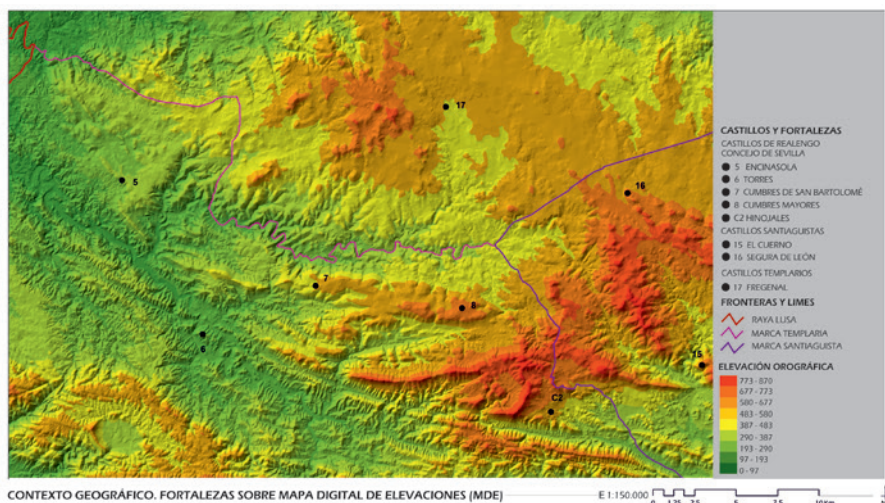 17
16
5
7
8
6
15
C2
CASTILLOS Y FORTALEZAS
CASTILLOS DE REALENGO
CONCEJO DE SEVILLA
5 ENCINASOLA
6 TORRES
7 CUMBRES DE SAN BARTOLOMÉ
8 CUMBRES MAYORES
C2 HINOJALES
CASTILLOS SANTIAGUISTAS
15 EL CUERNO
16 SEGURA DE LEÓN
CASTILLOS TEMPLARIOS
17 FREGENAL
FRONTERAS Y LIMES
RAYA LUSA
MARCA TEMPLARIA
MARCA SANTIAGUISTA
ELEVACIÓN OROGRÁFICA
773 - 870
677 - 773
580 - 677
483 - 580
387 - 483
290 - 387
193 - 290
97 - 193
0 - 97
CONTEXTO GEOGRÁFICO. FORTALEZAS SOBRE MAPA DIGITAL DE ELEVACIONES (MDE)
E 1:150.000